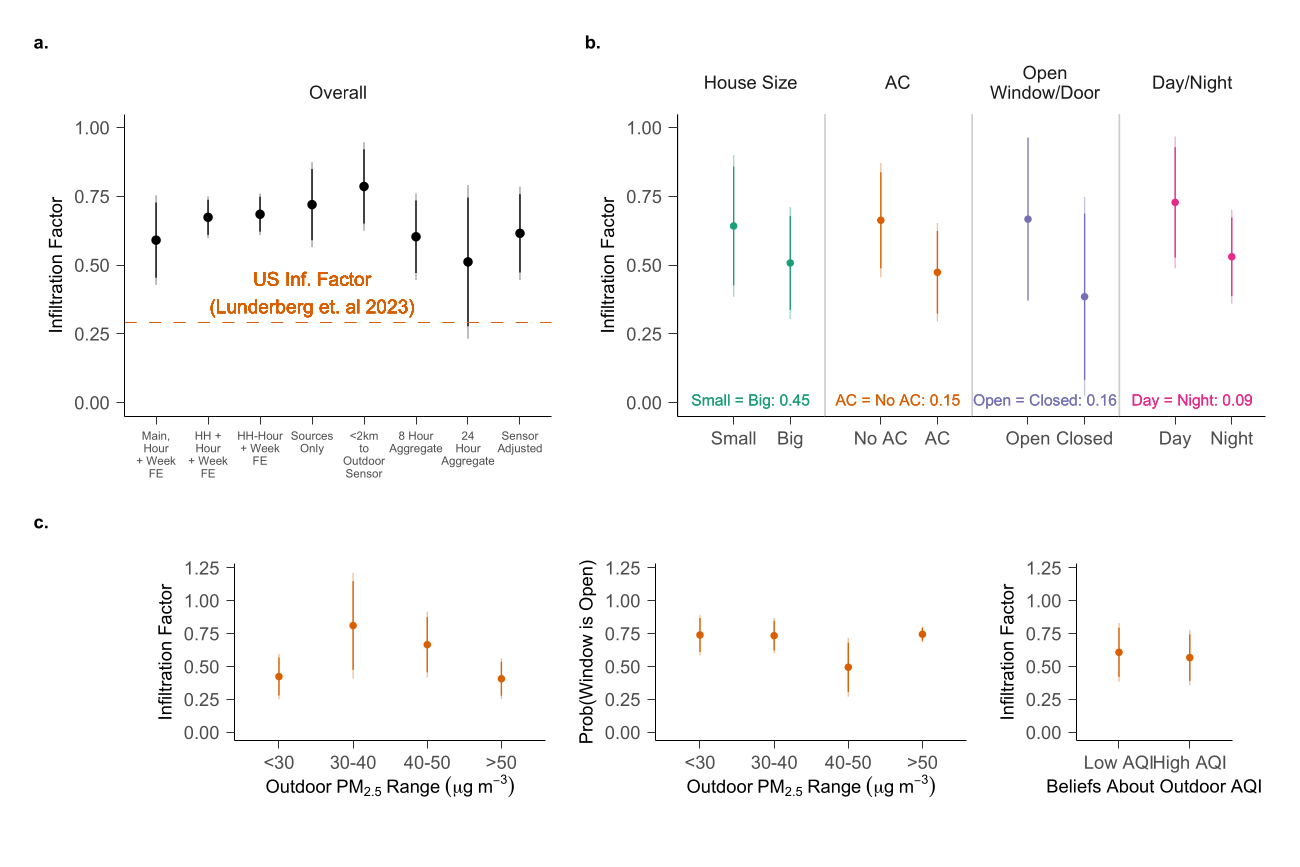 a.
Overall
Infiltration Factor
1.00
0.75
0.50
0.25
0.00
US Inf. Factor
(Lunderberg et. al 2023)
Main,
Hour
+ Week
FE
HH +
Hour
+ Week
FE
HH-Hour
+ Week
FE
Sources
Only
<2km
to
Outdoor
Sensor
8 Hour
Aggregate
24
Hour
Aggregate
Sensor
Adjusted
b.
House Size
AC
Open
Window/Door
Day/Night
Infiltration Factor
1.00
0.75
0.50
0.25
0.00
Small = Big: 0.45
AC = No AC: 0.15
Open = Closed: 0.16
Day = Night: 0.09
Small
Big
No AC
AC
Open
Closed
Day
Night
c.
Infiltration Factor
1.25
1.00
0.75
0.50
0.25
0.00
<30
30-40
40-50
>50
Outdoor PM2.5 Range (μg m−3)
Prob(Window is Open)
1.25
1.00
0.75
0.50
0.25
0.00
<30
30-40
40-50
>50
Outdoor PM2.5 Range (μg m−3)
Infiltration Factor
1.25
1.00
0.75
0.50
0.25
0.00
Low AQI
High AQI
Beliefs About Outdoor AQI